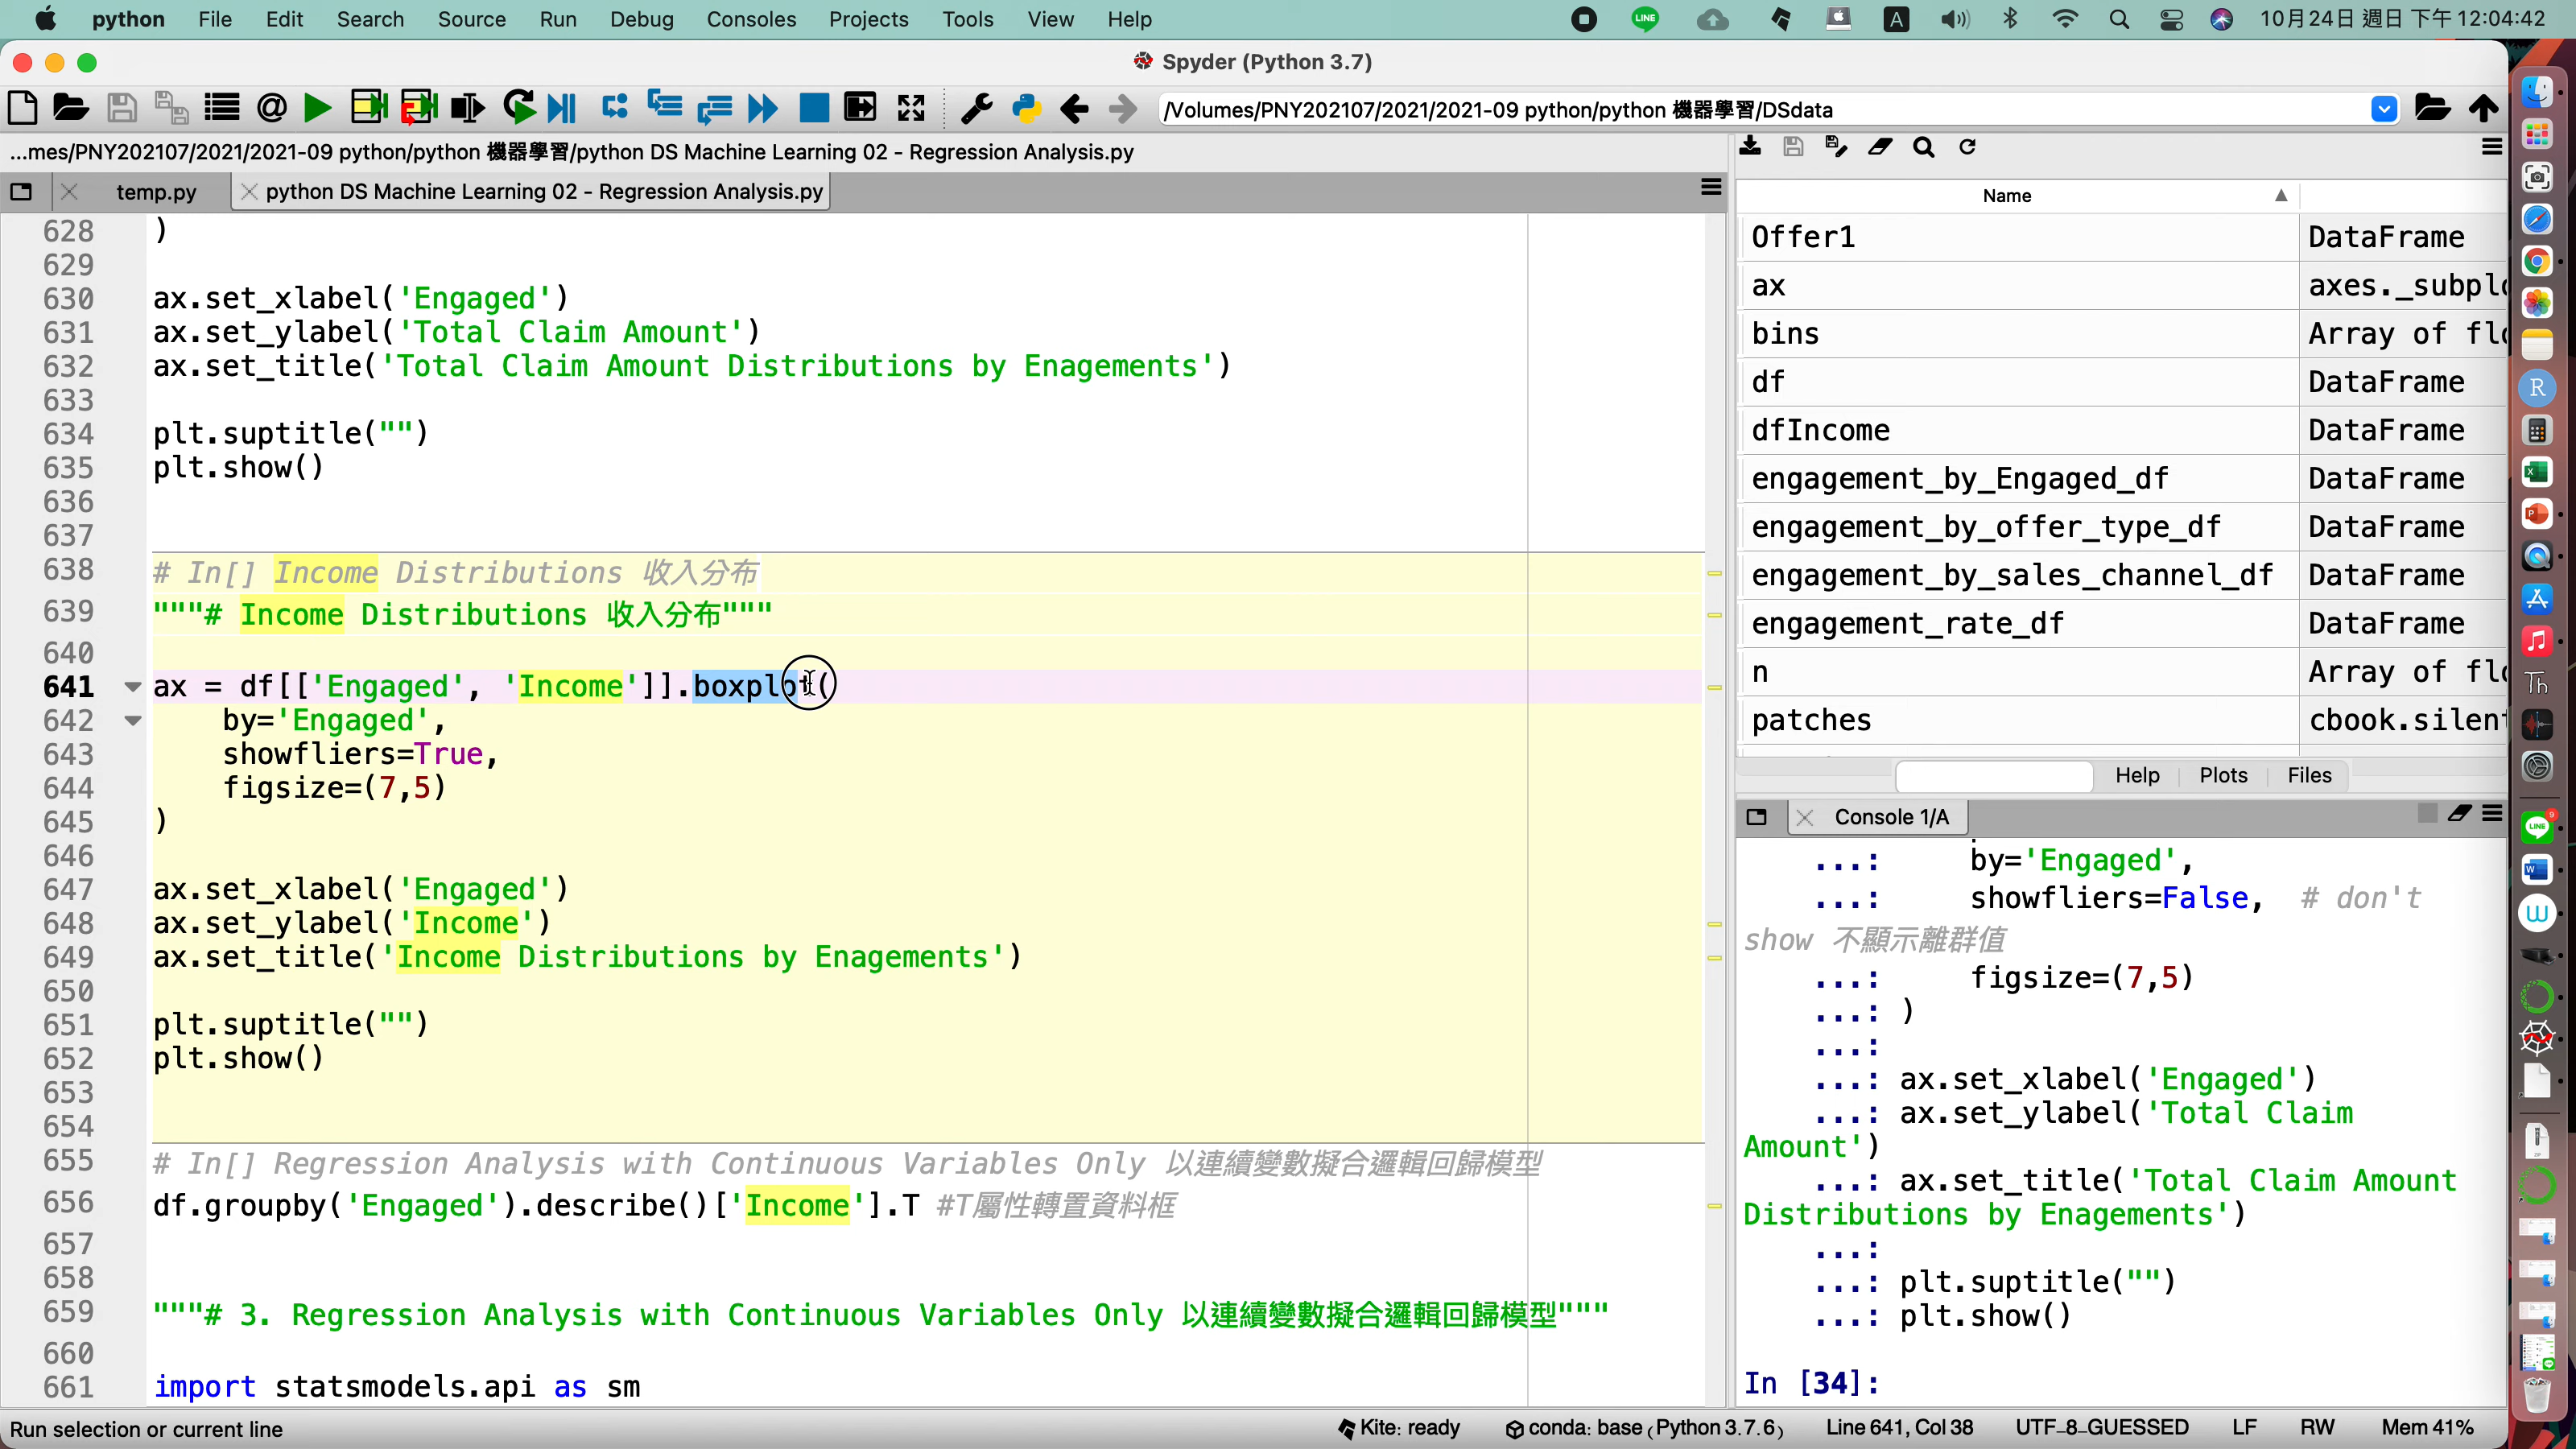 python File Edit Search Source Run Debug Consoles Projects Tools View Help
LINE A 10月24日 週日 下午 12:04:42
Spyder (Python 3.7)
/Volumes/PNY202107/2021/2021-09 python/python 機器學習/DSdata
...mes/PNY202107/2021/2021-09 python/python 機器學習/python DS Machine Learning 02 - Regression Analysis.py
temp.py
python DS Machine Learning 02 - Regression Analysis.py
628 )
629
630 ax.set_xlabel('Engaged')
631 ax.set_ylabel('Total Claim Amount')
632 ax.set_title('Total Claim Amount Distributions by Enagements')
633
634 plt.suptitle("")
635 plt.show()
636
637
638 # In[] Income Distributions 收入分布
639 """# Income Distributions 收入分布"""
640
641 ax = df[['Engaged', 'Income']].boxplot(
642 by='Engaged',
643 showfliers=True,
644 figsize=(7,5)
645 )
646
647 ax.set_xlabel('Engaged')
648 ax.set_ylabel('Income')
649 ax.set_title('Income Distributions by Enagements')
650
651 plt.suptitle("")
652 plt.show()
653
654
655 # In[] Regression Analysis with Continuous Variables Only 以連續變數擬合邏輯回歸模型
656 df.groupby('Engaged').describe()['Income'].T #T屬性轉置資料框
657
658
659 """# 3. Regression Analysis with Continuous Variables Only 以連續變數擬合邏輯回歸模型"""
660
661 import statsmodels.api as sm
Name
Offer1 DataFrame
ax axes._subplo
bins Array of flo
df DataFrame
dfIncome DataFrame
engagement_by_Engaged_df DataFrame
engagement_by_offer_type_df DataFrame
engagement_by_sales_channel_df DataFrame
engagement_rate_df DataFrame
n Array of flo
patches cbook.silent
Help Plots Files
Console 1/A
...: by='Engaged',
...: showfliers=False, # don't
show 不顯示離群值
...: figsize=(7,5)
...: )
...:
...: ax.set_xlabel('Engaged')
...: ax.set_ylabel('Total Claim
Amount')
...: ax.set_title('Total Claim Amount
Distributions by Enagements')
...:
...: plt.suptitle("")
...: plt.show()
In [34]:
Run selection or current line
Kite: ready conda: base (Python 3.7.6) Line 641, Col 38 UTF-8-GUESSED LF RW Mem 41%